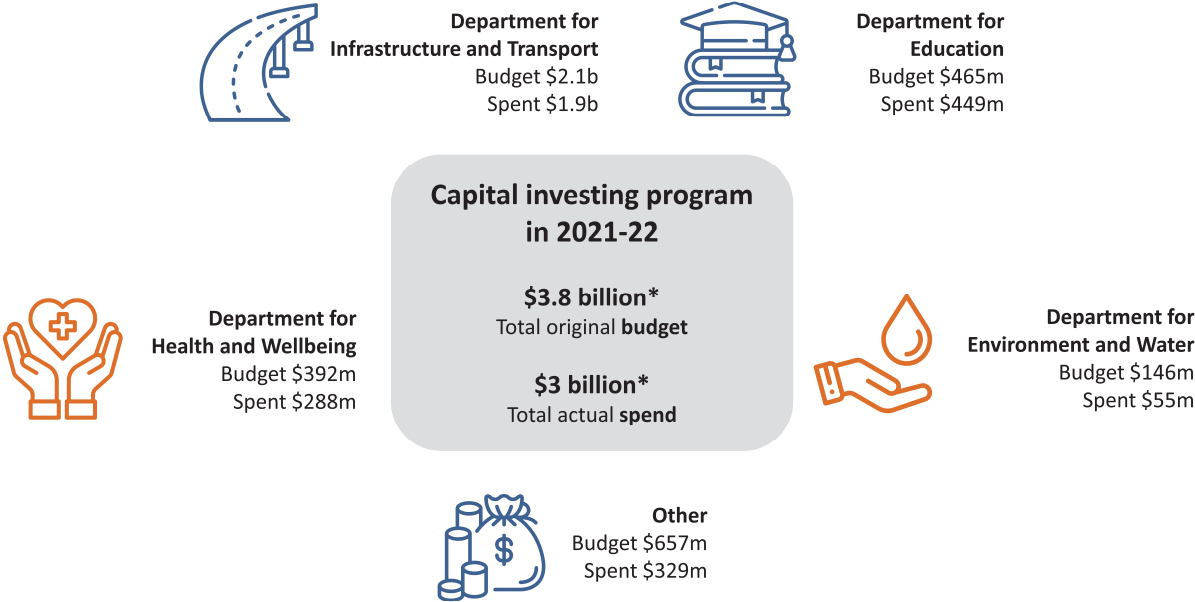 Department for
Infrastructure and Transport
Budget $2.1b
Spent $1.9b
Department for
Education
Budget $465m
Spent $449m
Capital investing program
in 2021-22
$3.8 billion*
Total original budget
$3 billion*
Total actual spend
Department for
Health and Wellbeing
Budget $392m
Spent $288m
Department for
Environment and Water
Budget $146m
Spent $55m
$
Other
Budget $657m
Spent $329m